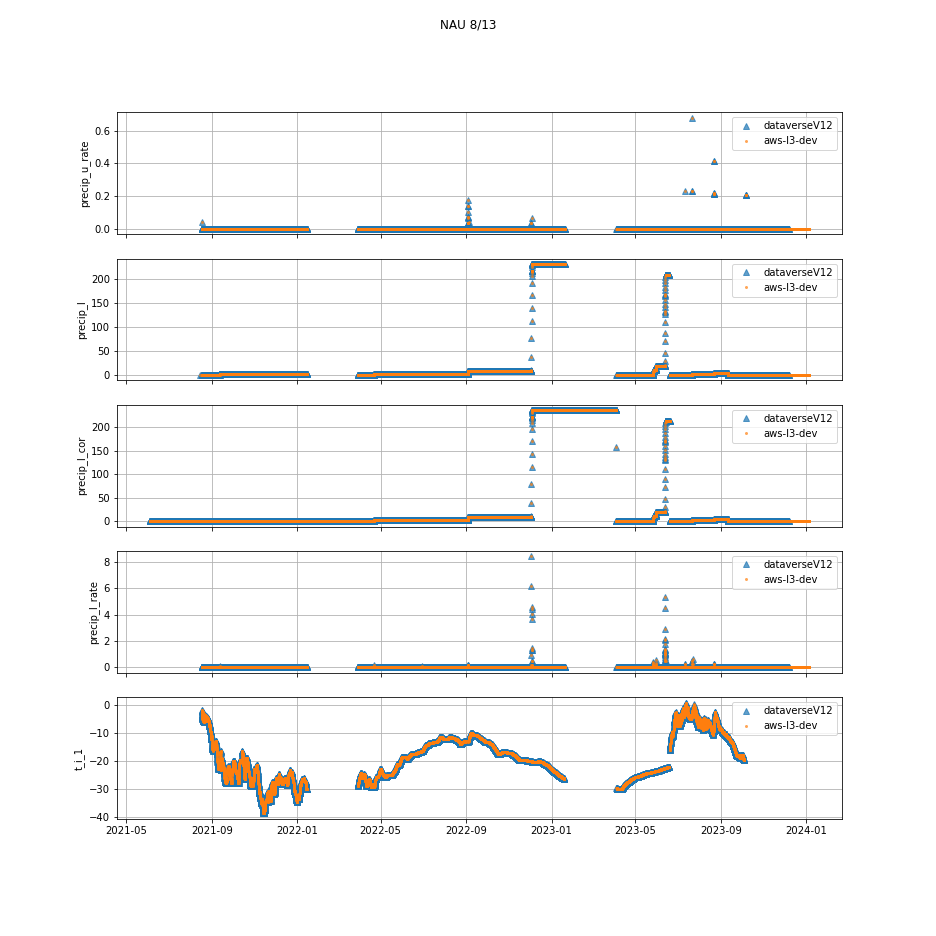 NAU 8/13
precip_u_rate
0.6
0.4
0.2
0.0
dataverseV12
aws-l3-dev
precip_l
200
150
100
50
0
dataverseV12
aws-l3-dev
precip_l_cor
200
150
100
50
0
dataverseV12
aws-l3-dev
precip_l_rate
8
6
4
2
0
dataverseV12
aws-l3-dev
t_i_1
0
−10
−20
−30
−40
dataverseV12
aws-l3-dev
2021-05 2021-09 2022-01 2022-05 2022-09 2023-01 2023-05 2023-09 2024-01